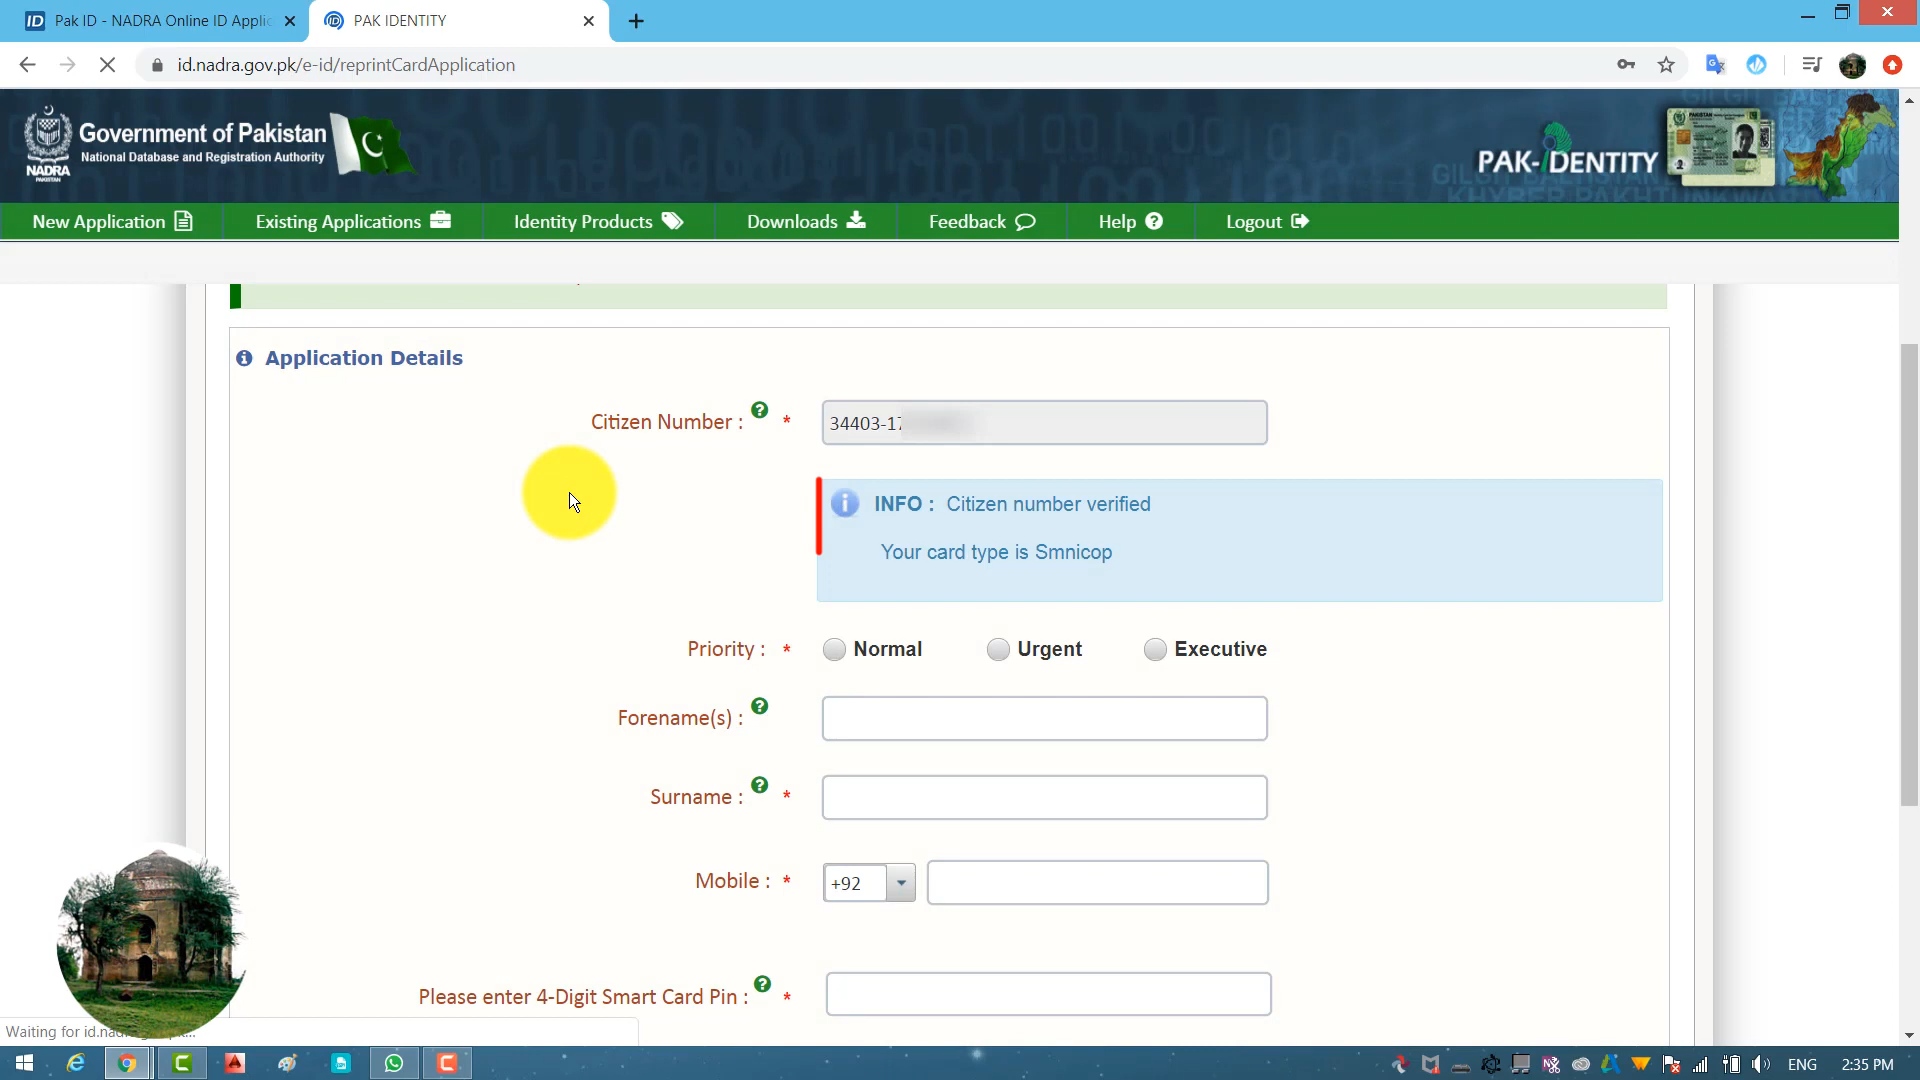 Pak ID - NADRA Online ID Applic
PAK IDENTITY
id.nadra.gov.pk/e-id/reprintCardApplication
Government of Pakistan
National Database and Registration Authority
NADRA
PAKISTAN
PAK-IDENTITY
New Application
Existing Applications
Identity Products
Downloads
Feedback
Help
Logout
Application Details
Citizen Number : *
34403-17
INFO : Citizen number verified
Your card type is Smnicop
Priority : * Normal Urgent Executive
Forename(s) :
Surname : *
Mobile : * +92
Please enter 4-Digit Smart Card Pin : *
Waiting for id.nad
ENG 2:35 PM